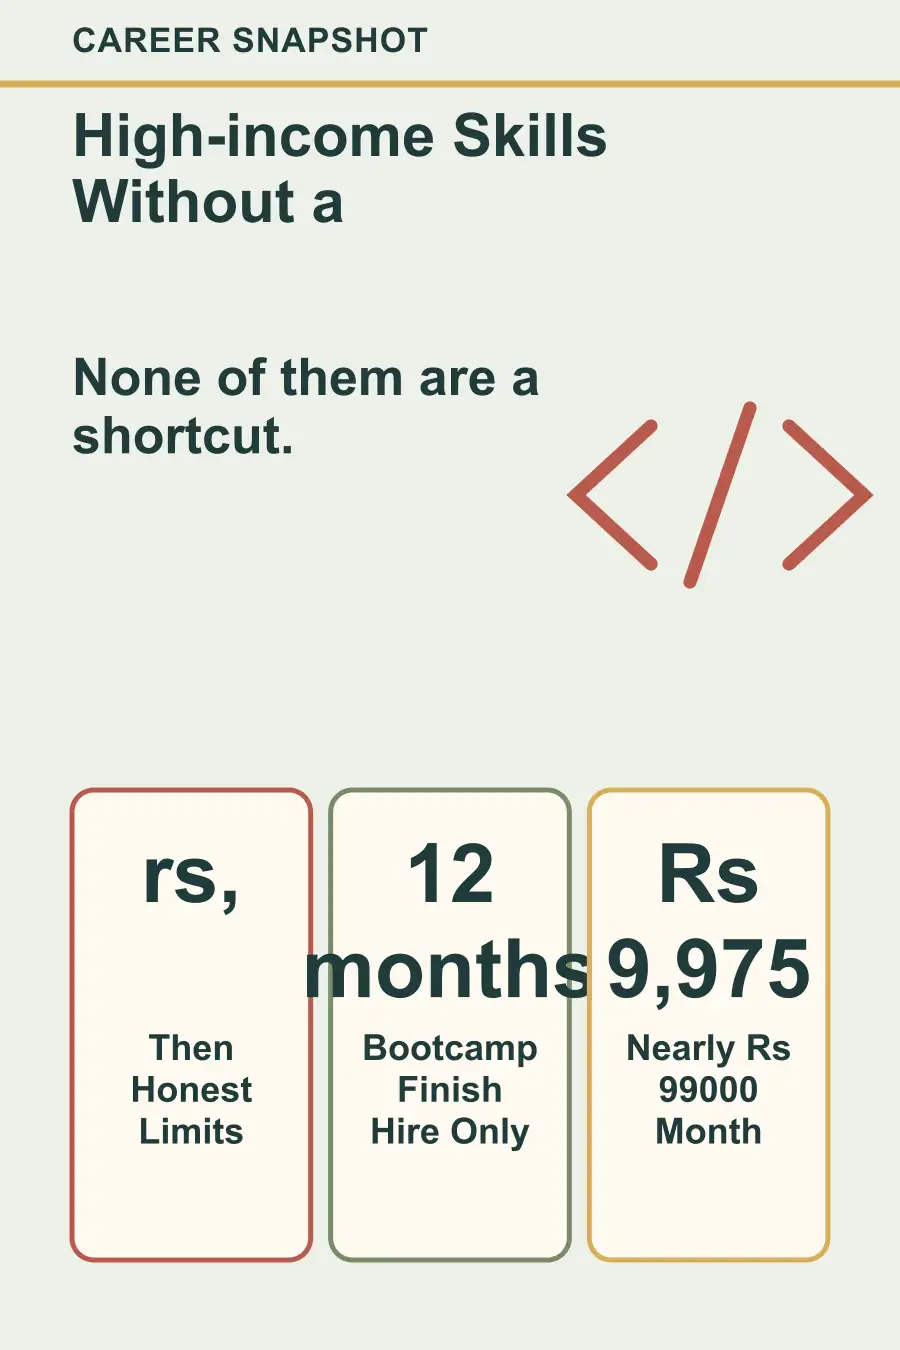 CAREER SNAPSHOT
High-income Skills
Without a
None of them are a
shortcut.
</>
rs,
Then
Honest
Limits
12
months
Bootcamp
Finish
Hire Only
Rs
9,975
Nearly Rs
99000
Month